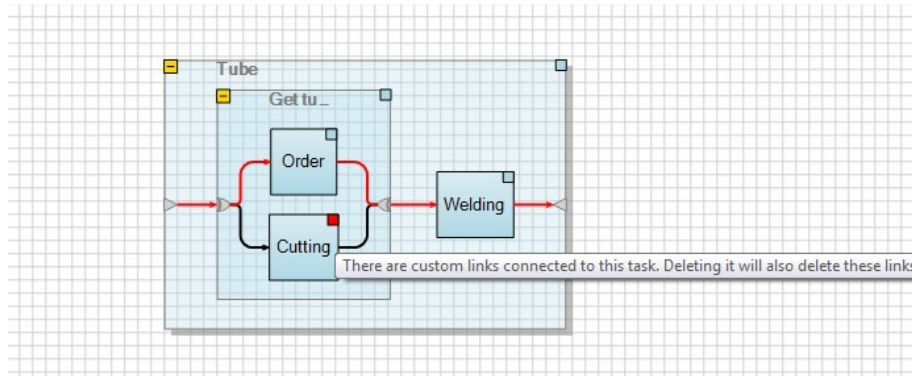 Tube
Get tu...
Order
Welding
Cutting
There are custom links connected to this task. Deleting it will also delete these links